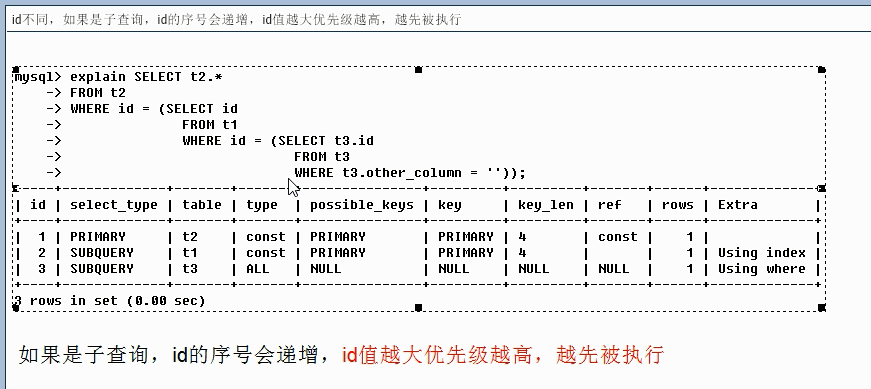 id不同，如果是子查询，id的序号会递增，id值越大优先级越高，越先被执行
mysql> explain SELECT t2.*
    -> FROM t2
    -> WHERE id = (SELECT id
    ->               FROM t1
    ->               WHERE id = (SELECT t3.id
    ->                             FROM t3
    ->                             WHERE t3.other_column = ''));
| id | select_type | table | type | possible_keys | key | key_len | ref | rows | Extra |
| 1 | PRIMARY | t2 | const | PRIMARY | PRIMARY | 4 | const | 1 | |
| 2 | SUBQUERY | t1 | const | PRIMARY | PRIMARY | 4 | | 1 | Using index |
| 3 | SUBQUERY | t3 | ALL | NULL | NULL | NULL | NULL | 1 | Using where |
3 rows in set (0.00 sec)
如果是子查询，id的序号会递增，id值越大优先级越高，越先被执行